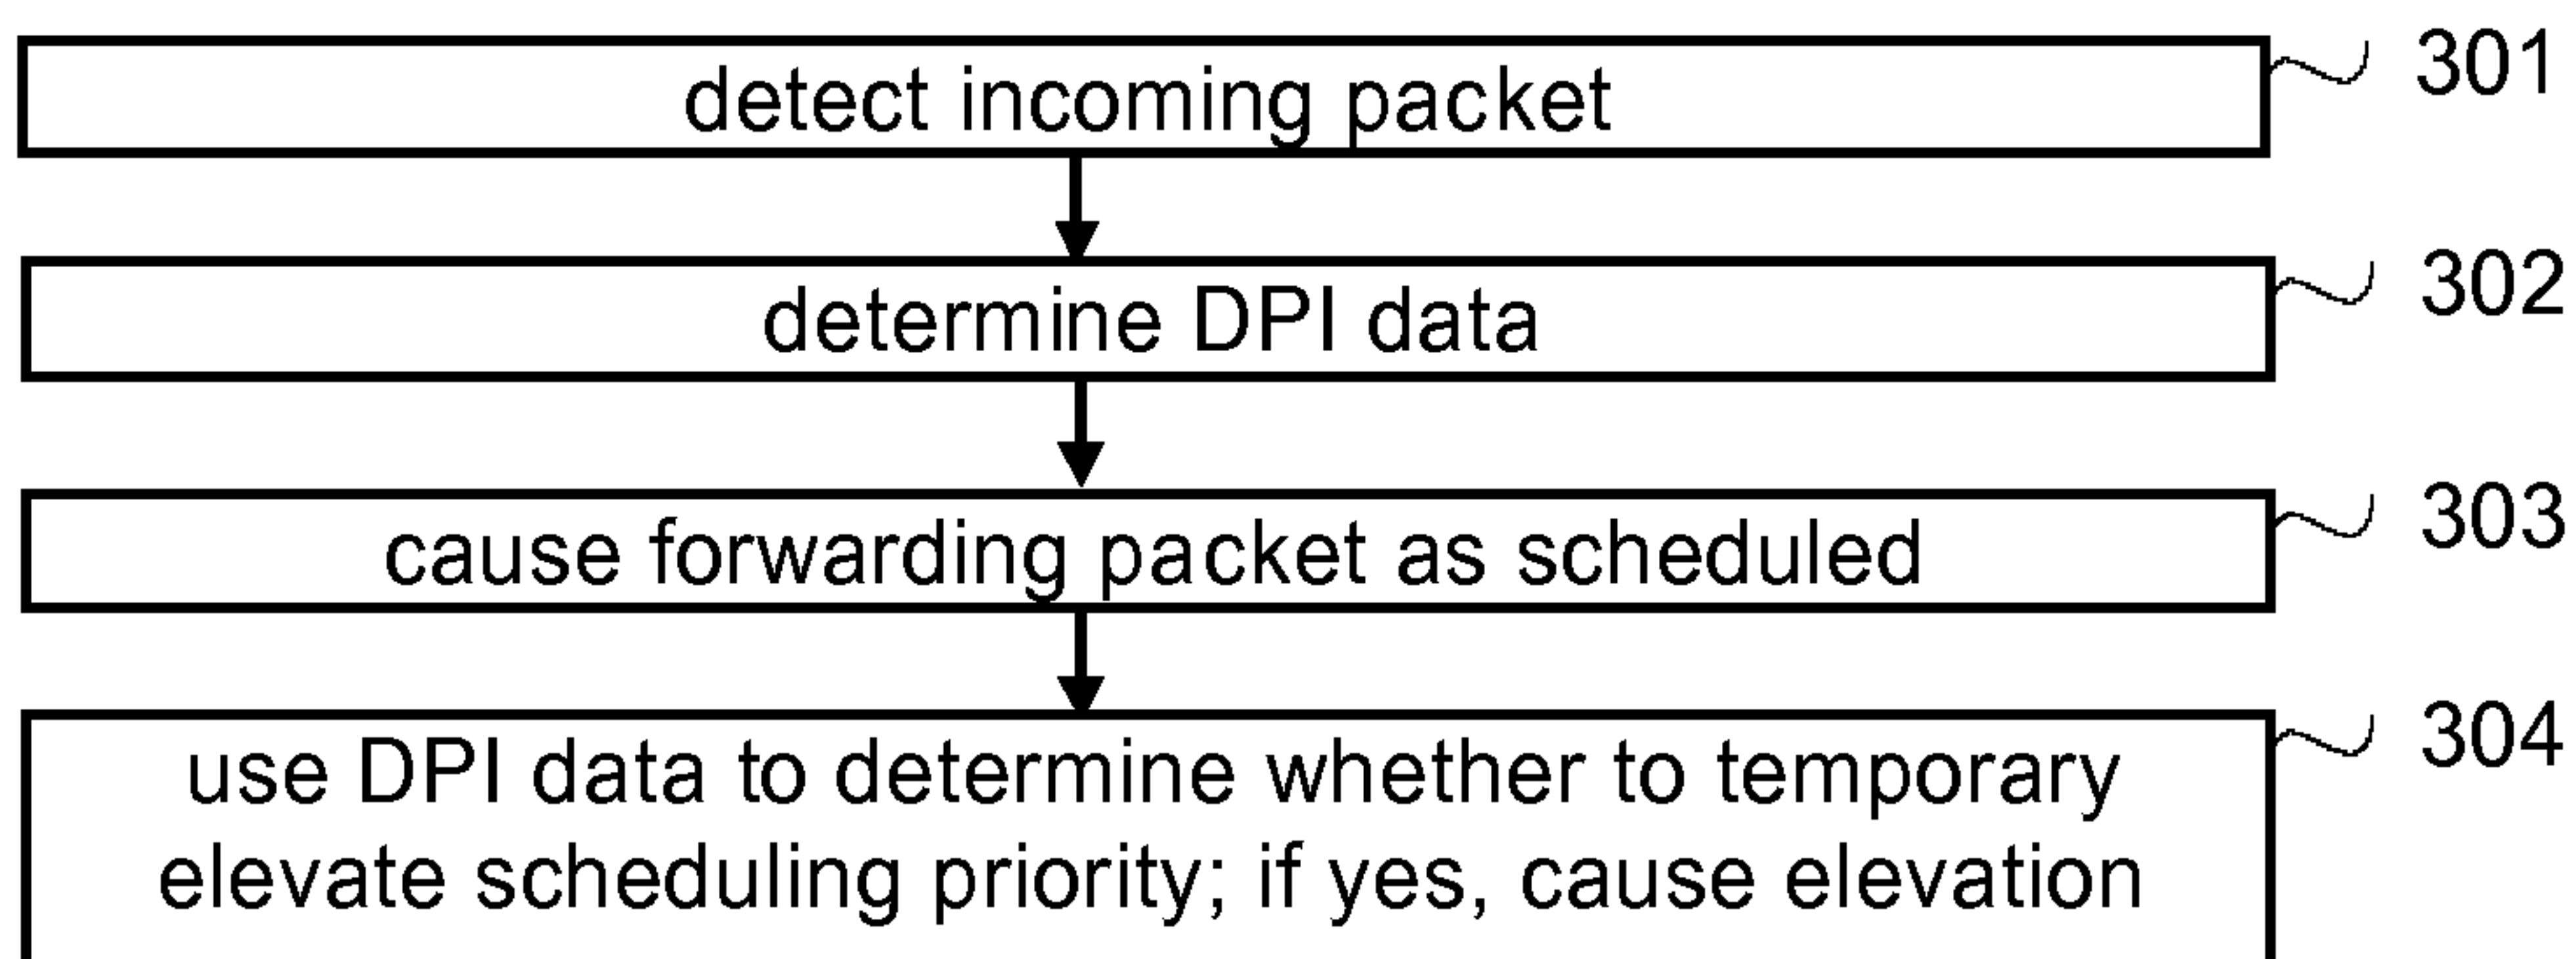 detect incoming packet 301
determine DPI data 302
cause forwarding packet as scheduled 303
use DPI data to determine whether to temporary 304
elevate scheduling priority; if yes, cause elevation